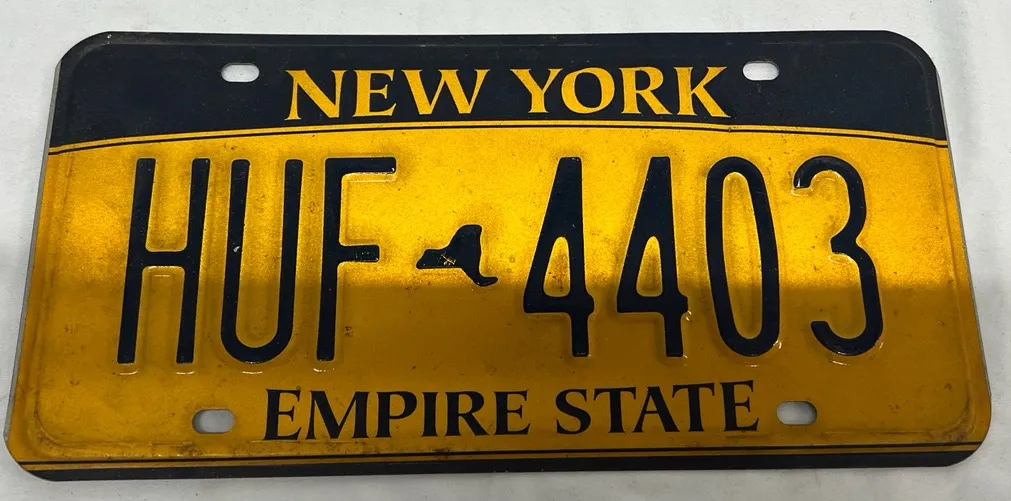 NEW YORK
HUF 4403
EMPIRE STATE